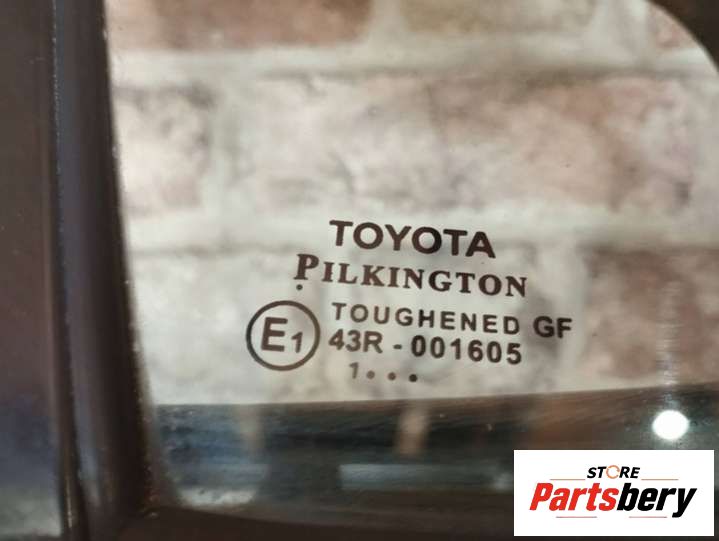 TOYOTA
PILKINGTON
TOUGHENED GF
E1
43R - 001605
1...
STORE
Partsbery